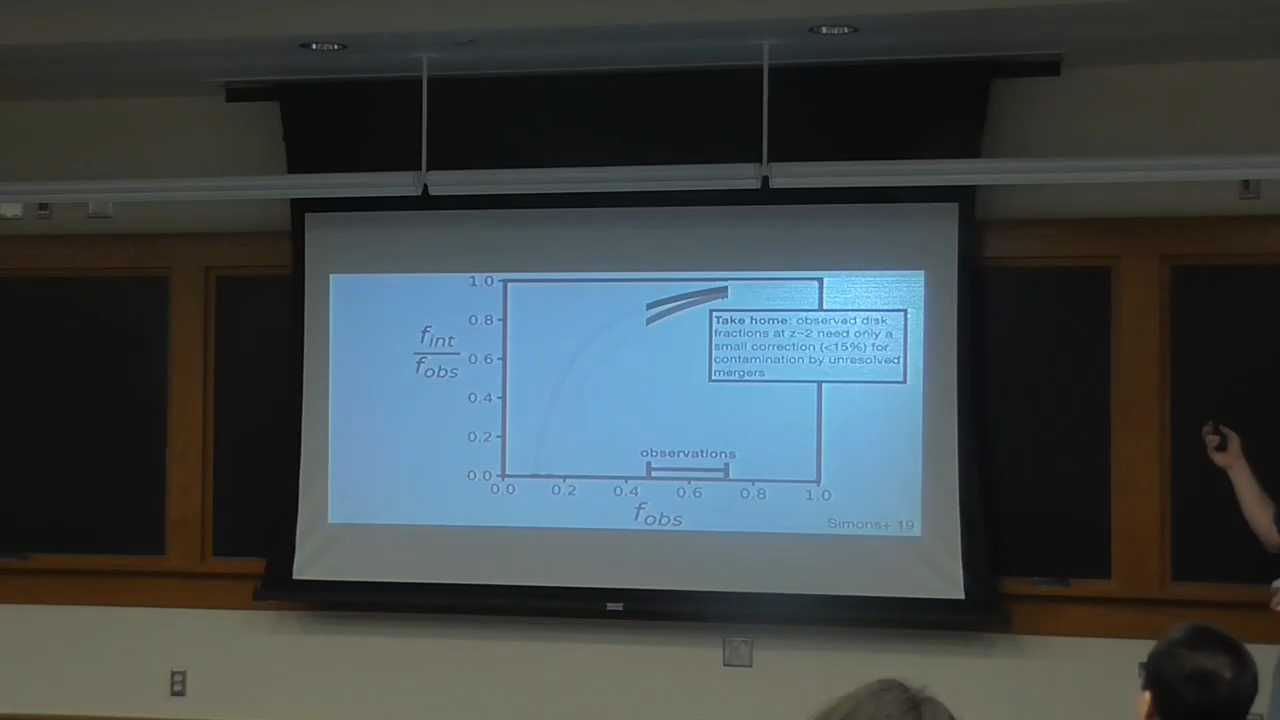 1.0
0.8
0.6
0.4
0.2
0.0
f_int
f_obs
Take home: observed disk
fractions at z~2 need only a
small correction (<15%) for
contamination by unresolved
mergers
observations
0.0 0.2 0.4 0.6 0.8 1.0
f_obs
Simons+ 19